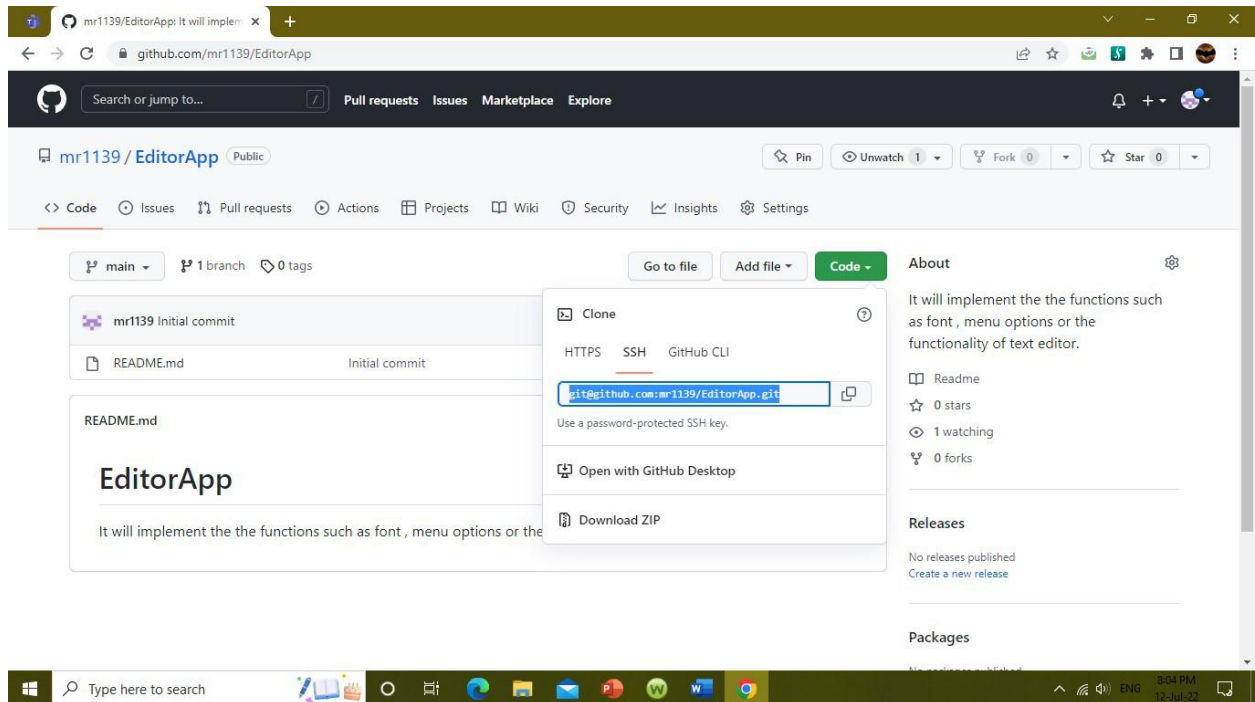 mr1139/EditorApp: It will implem
github.com/mr1139/EditorApp
Search or jump to... / Pull requests Issues Marketplace Explore
mr1139 / EditorApp Public
Pin Unwatch 1 Fork 0 Star 0
Code Issues Pull requests Actions Projects Wiki Security Insights Settings
main 1 branch 0 tags
Go to file Add file Code
mr1139 Initial commit
README.md Initial commit
README.md
EditorApp
It will implement the the functions such as font , menu options or the
Clone
HTTPS SSH GitHub CLI
git@github.com:mr1139/EditorApp.git
Use a password-protected SSH key.
Open with GitHub Desktop
Download ZIP
About
It will implement the the functions such
as font , menu options or the
functionality of text editor.
Readme
0 stars
1 watching
0 forks
Releases
No releases published
Create a new release
Packages
Type here to search
ENG
8:04 PM
12-Jul-22